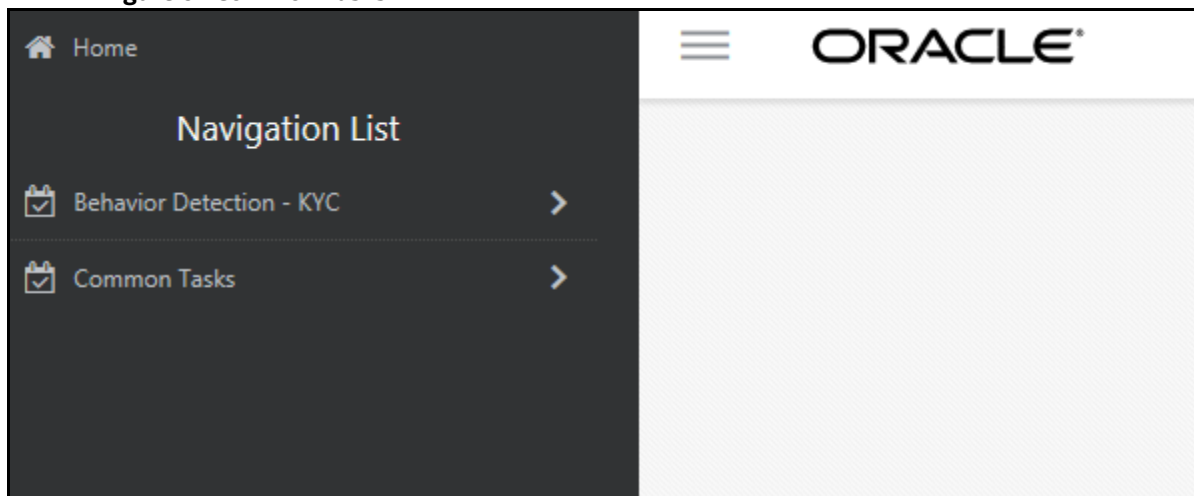 Home
Navigation List
Behavior Detection - KYC
Common Tasks
ORACLE